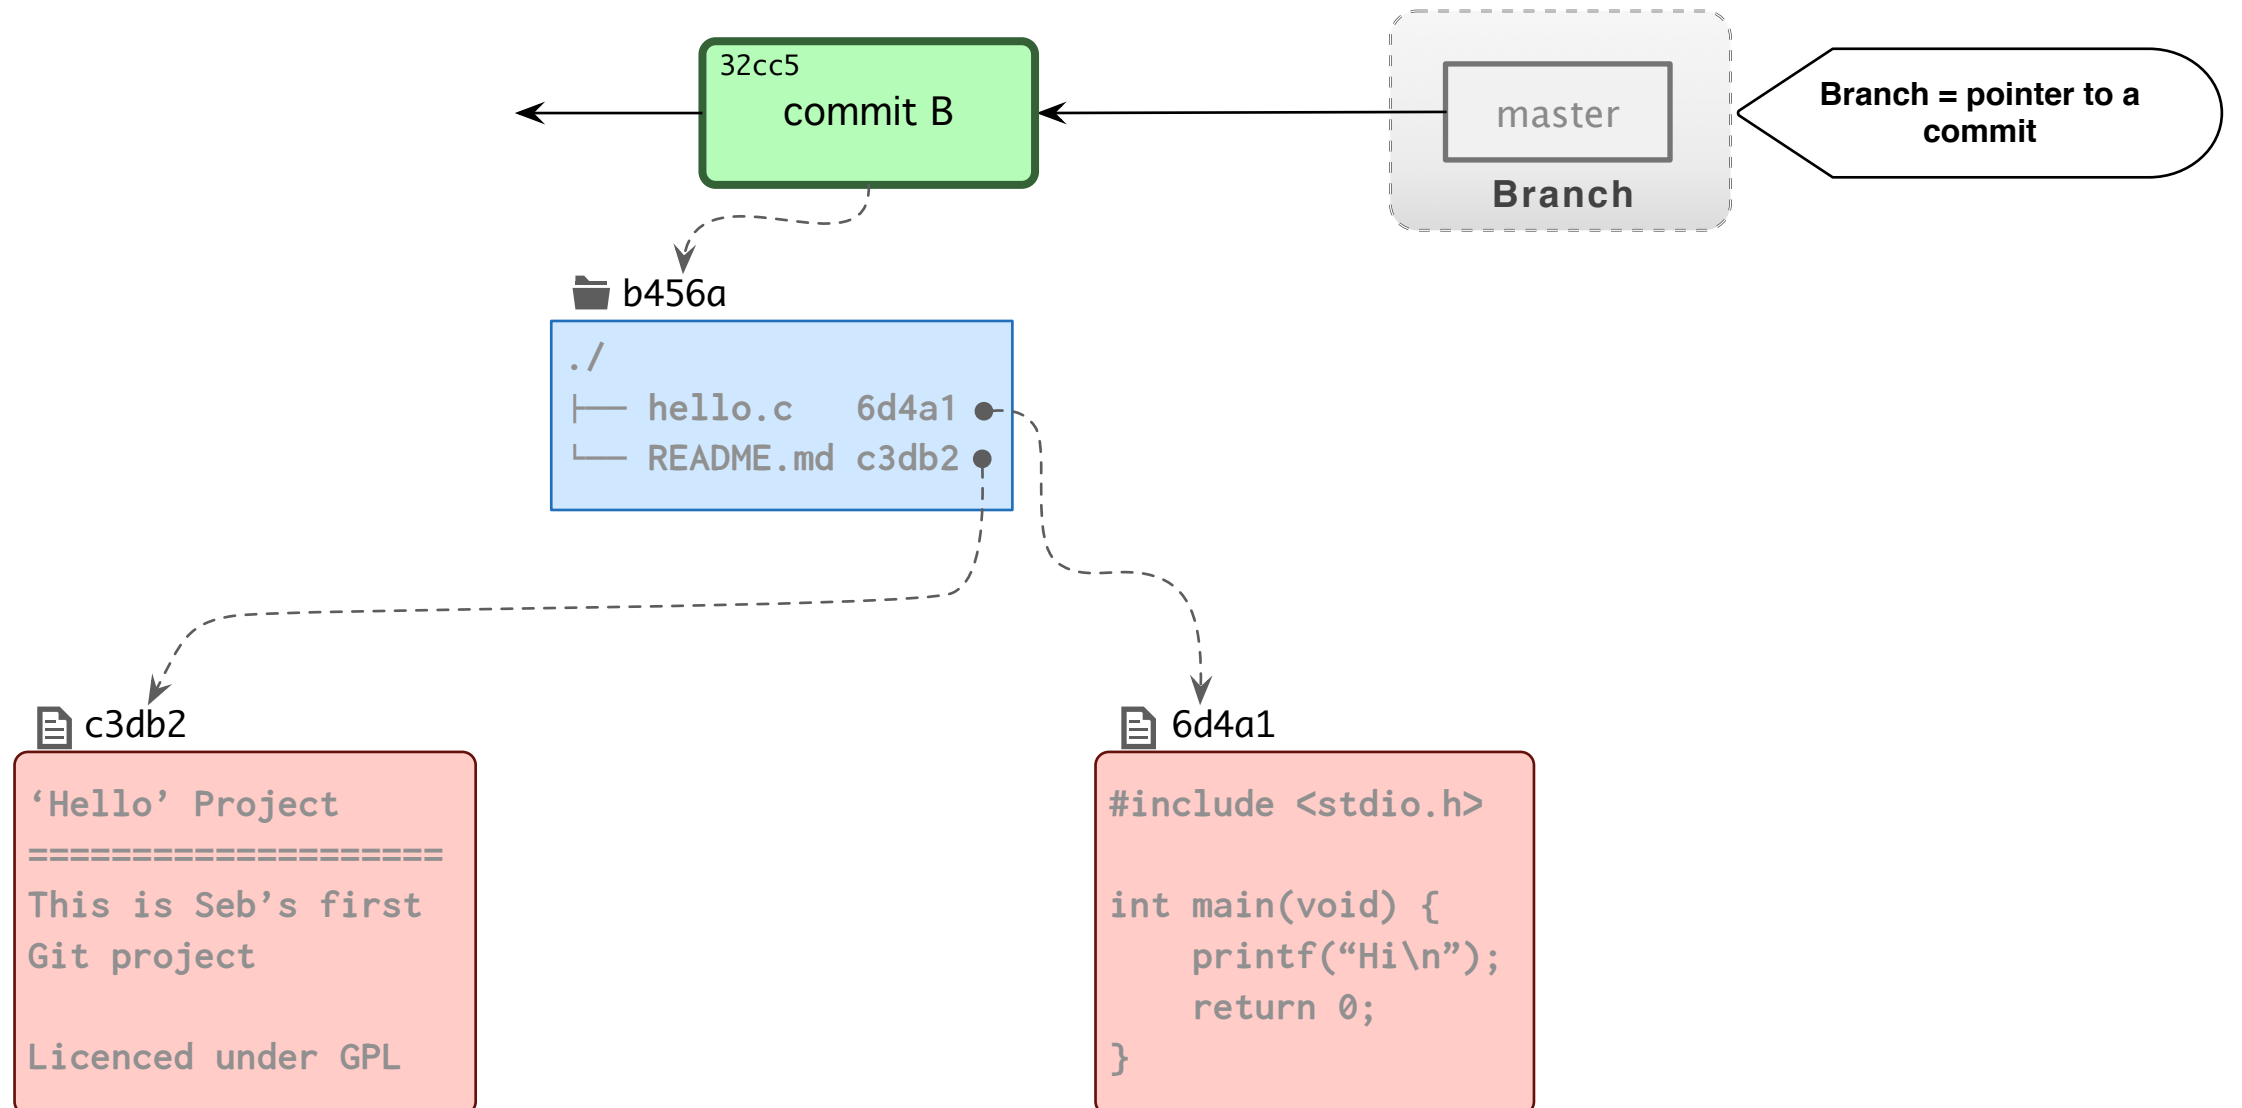 32cc5
commit B
master
Branch
Branch = pointer to a
commit
b456a
./
├── hello.c   6d4a1
└── README.md c3db2
c3db2
‘Hello’ Project
====================
This is Seb’s first
Git project
Licenced under GPL
6d4a1
#include <stdio.h>
int main(void) {
    printf(“Hi\n”);
    return 0;
}